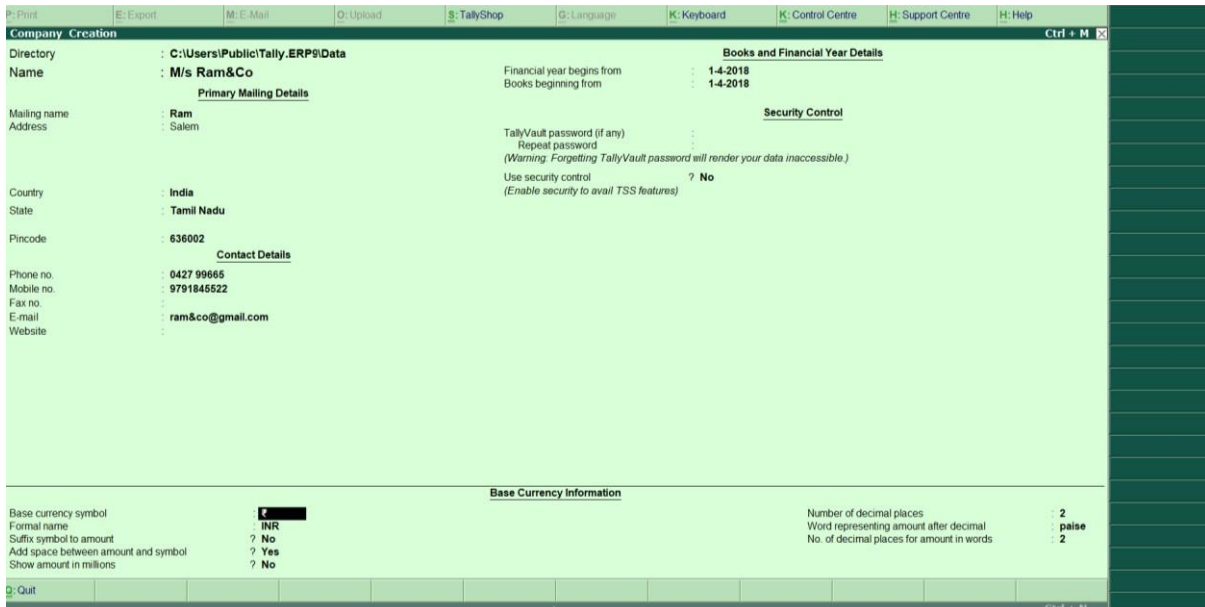 P: Print E: Export M: E-Mail O: Upload S: TallyShop G: Language K: Keyboard K: Control Centre H: Support Centre H: Help
Company Creation Ctrl + M
Directory : C:\Users\Public\Tally.ERP9\Data
Name : M/s Ram&Co
Primary Mailing Details
Mailing name : Ram
Address : Salem
Country : India
State : Tamil Nadu
Pincode : 636002
Contact Details
Phone no. : 0427 99665
Mobile no. : 9791845522
Fax no. :
E-mail : ram&co@gmail.com
Website :
Books and Financial Year Details
Financial year begins from : 1-4-2018
Books beginning from : 1-4-2018
Security Control
TallyVault password (if any) :
Repeat password :
(Warning: Forgetting TallyVault password will render your data inaccessible.)
Use security control ? No
(Enable security to avail TSS features)
Base Currency Information
Base currency symbol : ₹
Formal name : INR
Suffix symbol to amount ? No
Add space between amount and symbol ? Yes
Show amount in millions ? No
Number of decimal places : 2
Word representing amount after decimal : paise
No. of decimal places for amount in words : 2
Q: Quit